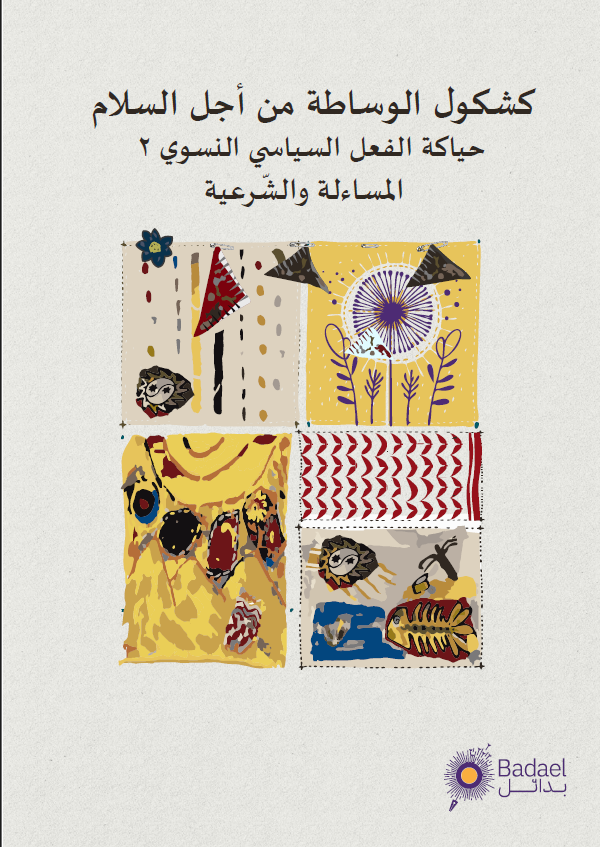 كشكول الوساطة من أجل السلام
حياكة الفعل السياسي النسوي ٢
المساءلة والشّرعية
Badael
بدائل